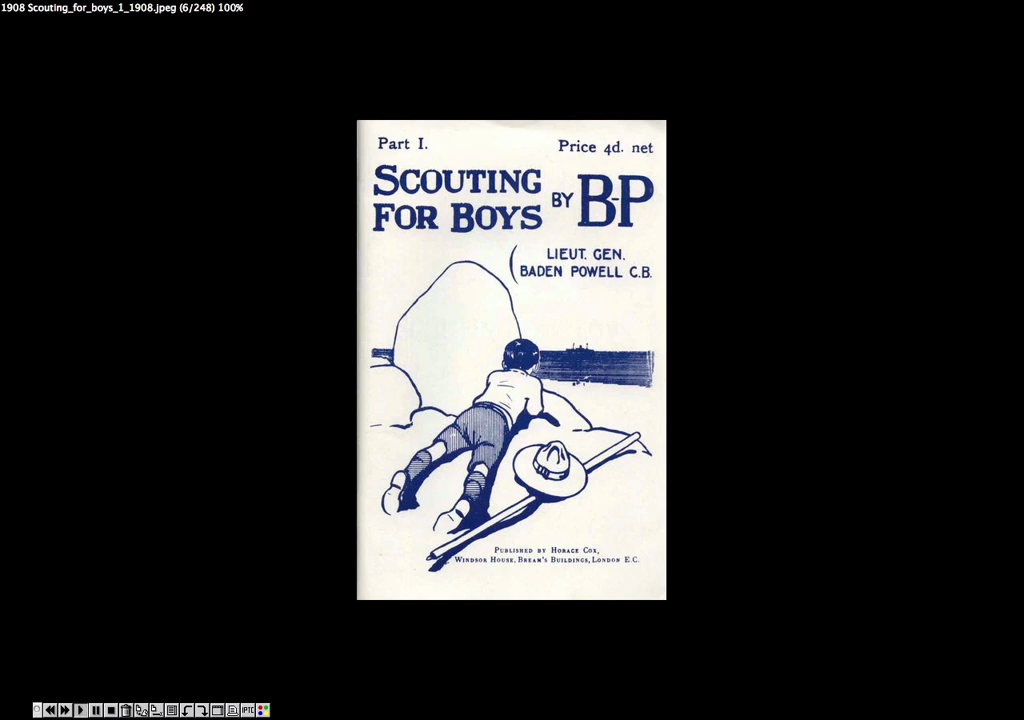 1908 Scouting_for_boys_1_1908.jpeg (6/248) 100%
Part I.
Price 4d. net
SCOUTING
FOR BOYS
BY B-P
(LIEUT. GEN.
BADEN POWELL C.B.
PUBLISHED BY HORACE COX,
WINDSOR HOUSE, BREAM'S BUILDINGS, LONDON E.C.
IPTC